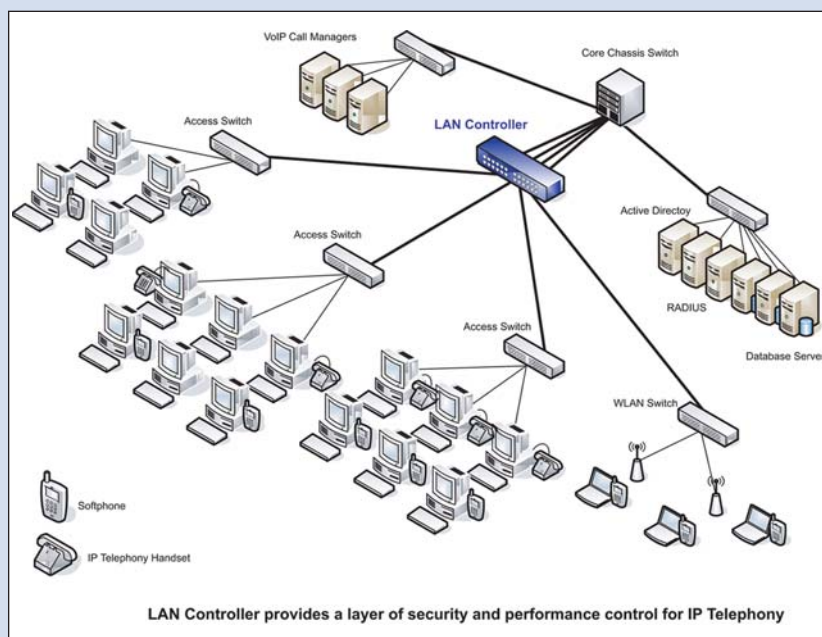 VoIP Call Managers
Core Chassis Switch
LAN Controller
Access Switch
Active Directoy
Access Switch
RADIUS
Access Switch
Database Server
WLAN Switch
Softphone
IP Telephony Handset
LAN Controller provides a layer of security and performance control for IP Telephony